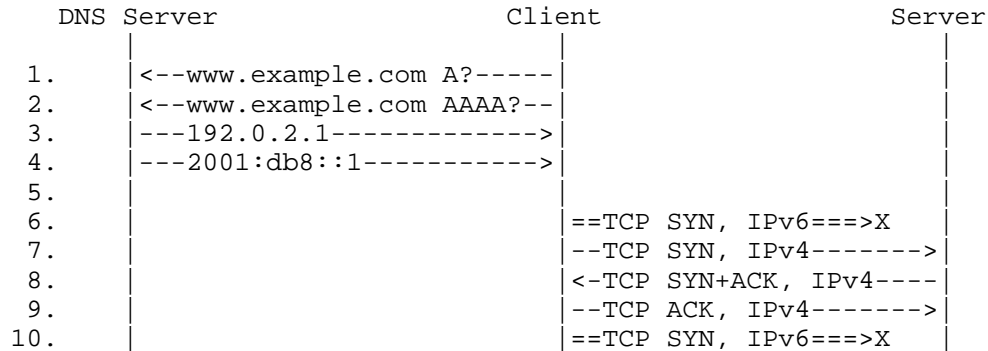 DNS Server                  Client                  Server
      |                           |                       |
 1.   |<--www.example.com A?-----|                       |
 2.   |<--www.example.com AAAA?--|                       |
 3.   |---192.0.2.1------------->|                       |
 4.   |---2001:db8::1----------->|                       |
 5.   |                          |                       |
 6.   |                          |==TCP SYN, IPv6===>X   |
 7.   |                          |--TCP SYN, IPv4------->|
 8.   |                          |<-TCP SYN+ACK, IPv4----|
 9.   |                          |--TCP ACK, IPv4------->|
10.   |                          |==TCP SYN, IPv6===>X   |